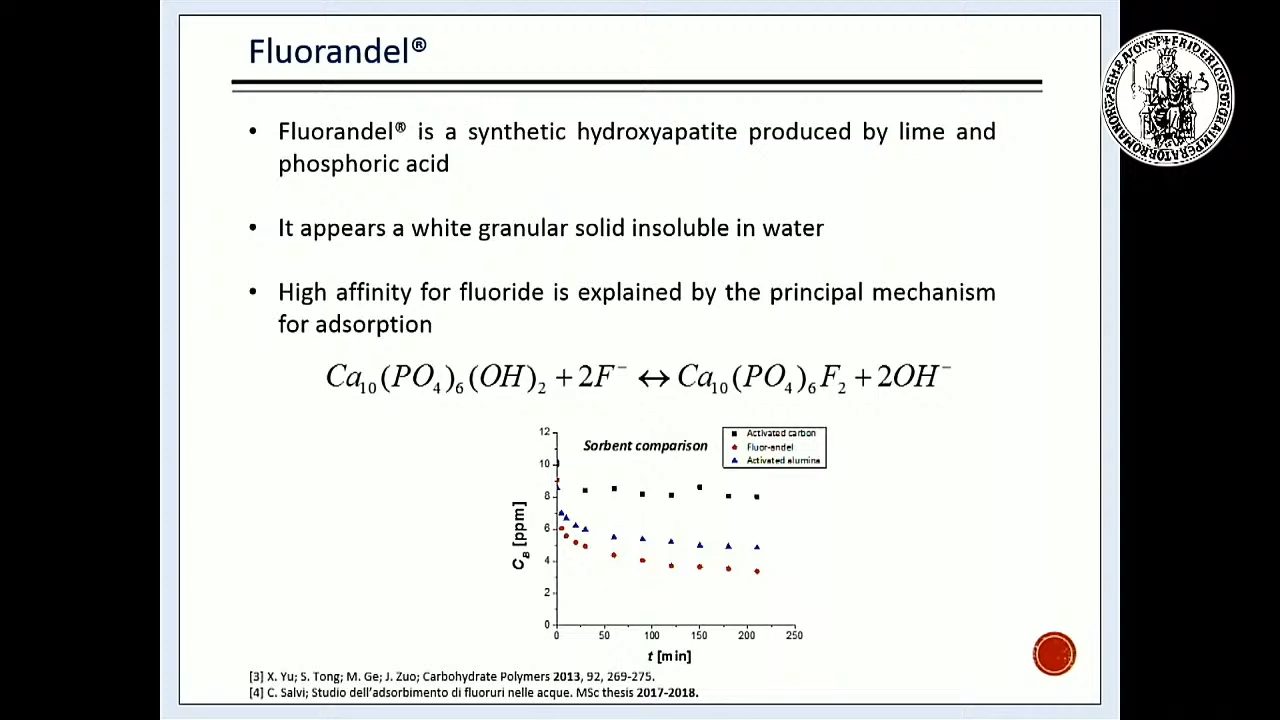 Fluorandel®
• Fluorandel® is a synthetic hydroxyapatite produced by lime and
phosphoric acid
• It appears a white granular solid insoluble in water
• High affinity for fluoride is explained by the principal mechanism
for adsorption
Ca₁₀(PO₄)₆(OH)₂ + 2F⁻ ↔ Ca₁₀(PO₄)₆F₂ + 2OH⁻
Sorbent comparison
Activated carbon
Fluor-andel
Activated alumina
12
10
8
6
4
2
0
C_B [ppm]
0 50 100 150 200 250
t [min]
[3] X. Yu; S. Tong; M. Ge; J. Zuo; Carbohydrate Polymers 2013, 92, 269-275.
[4] C. Salvi; Studio dell'adsorbimento di fluoruri nelle acque. MSc thesis 2017-2018.